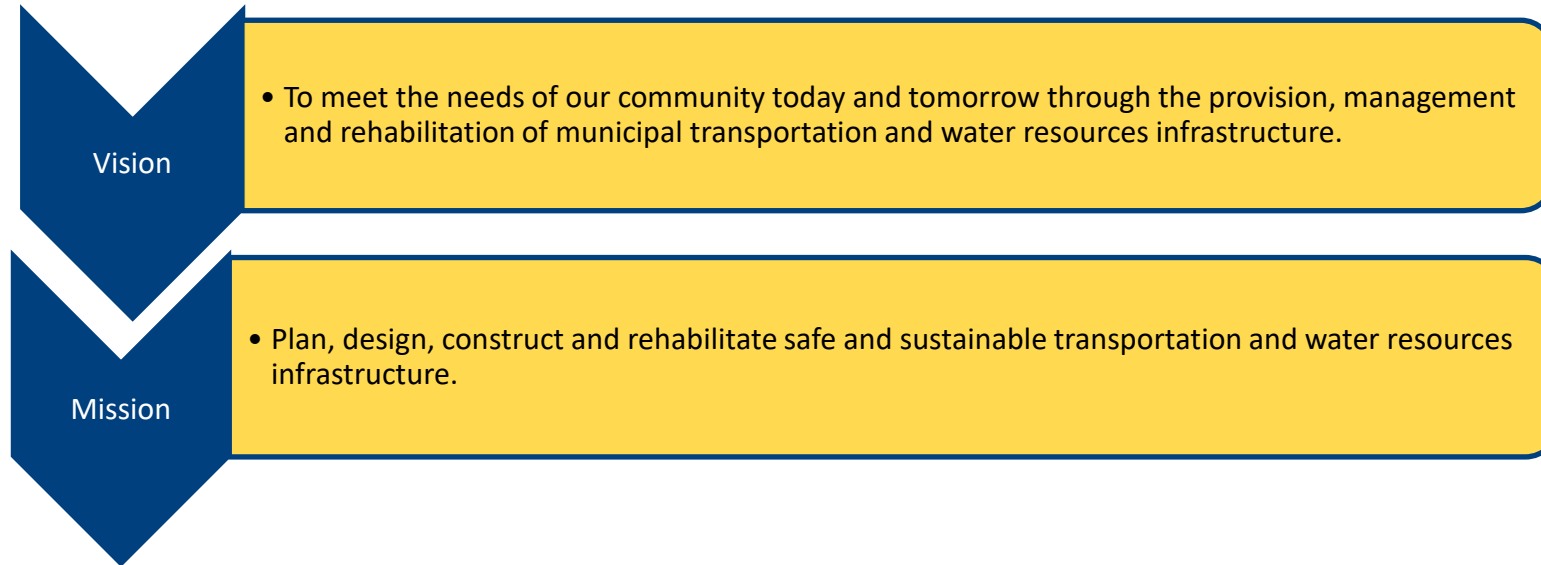 Vision
• To meet the needs of our community today and tomorrow through the provision, management
and rehabilitation of municipal transportation and water resources infrastructure.
Mission
• Plan, design, construct and rehabilitate safe and sustainable transportation and water resources
infrastructure.